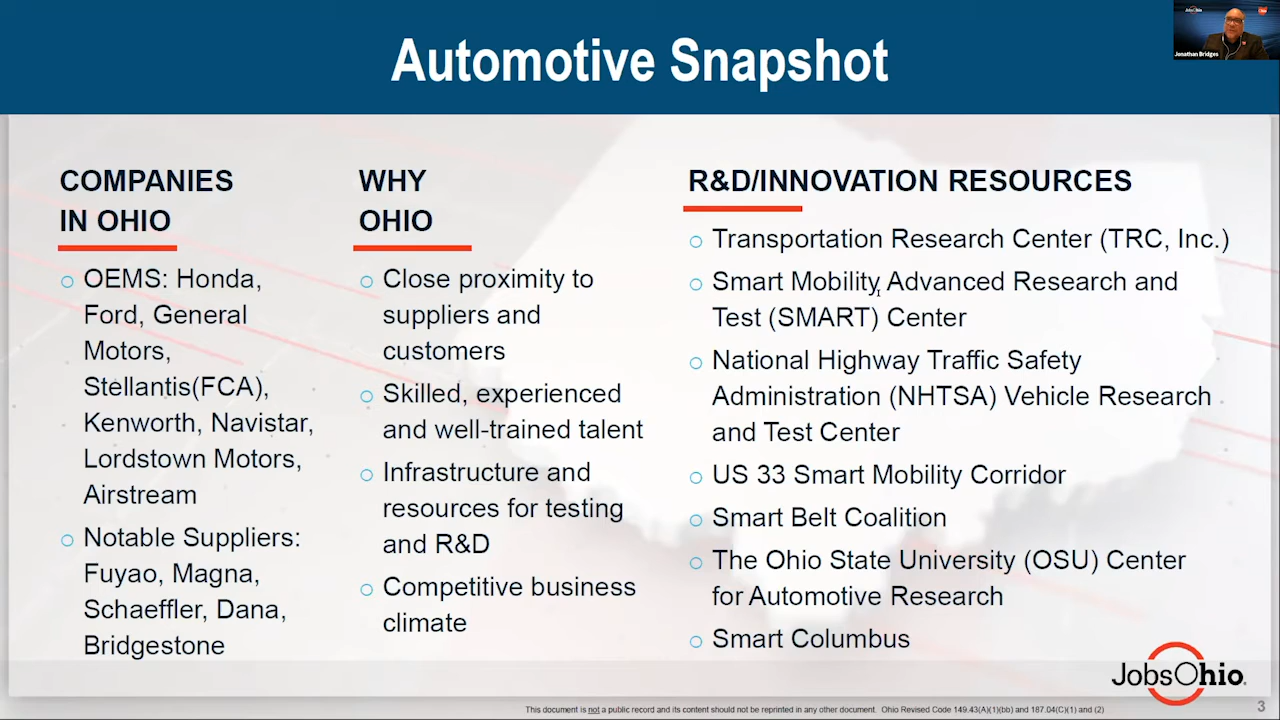 Automotive Snapshot
JobsOhio
Jonathan Bridges
COMPANIES
IN OHIO
OEMS: Honda,
Ford, General
Motors,
Stellantis(FCA),
Kenworth, Navistar,
Lordstown Motors,
Airstream
Notable Suppliers:
Fuyao, Magna,
Schaeffler, Dana,
Bridgestone
WHY
OHIO
Close proximity to
suppliers and
customers
Skilled, experienced
and well-trained talent
Infrastructure and
resources for testing
and R&D
Competitive business
climate
R&D/INNOVATION RESOURCES
Transportation Research Center (TRC, Inc.)
Smart Mobility Advanced Research and
Test (SMART) Center
National Highway Traffic Safety
Administration (NHTSA) Vehicle Research
and Test Center
US 33 Smart Mobility Corridor
Smart Belt Coalition
The Ohio State University (OSU) Center
for Automotive Research
Smart Columbus
JobsOhio
This document is not a public record and its content should not be reprinted in any other document. Ohio Revised Code 149.43(A)(1)(bb) and 187.04(C)(1) and (2)
3